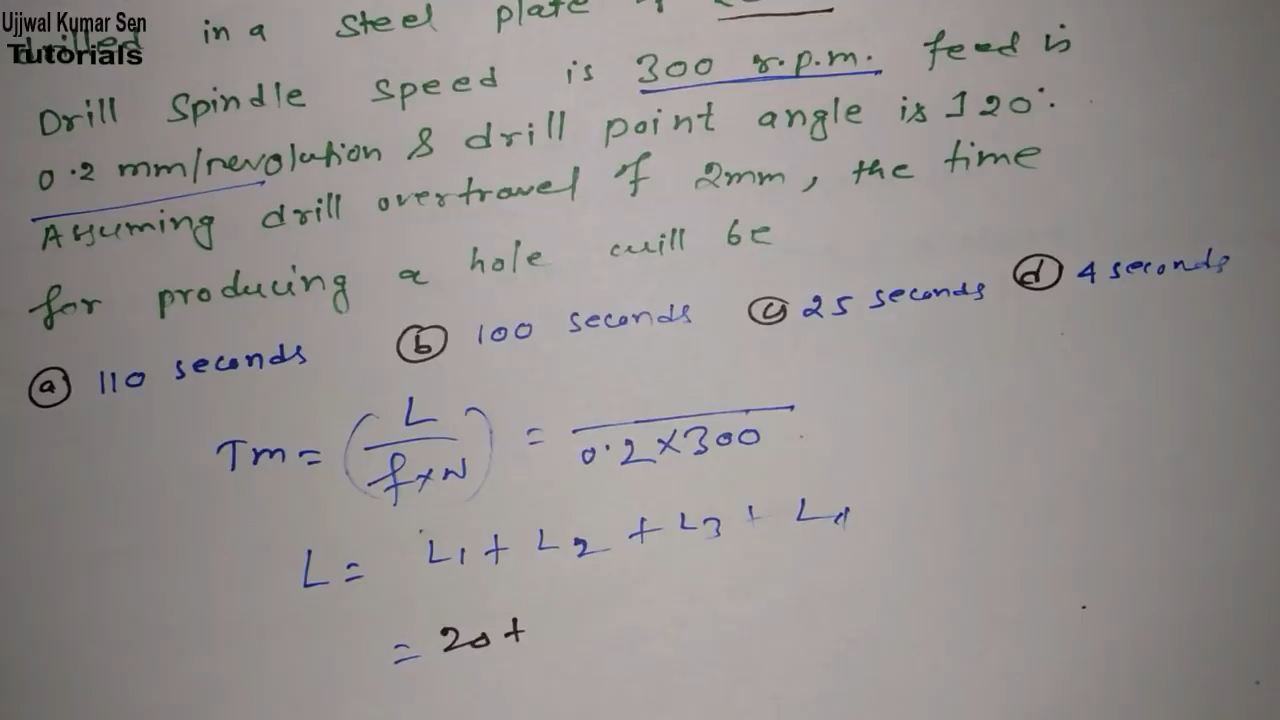 Ujjwal Kumar Sen
Tutorials
drilled in a steel plate
Drill Spindle speed is 300 r.p.m. feed is
0.2 mm/revolution & drill point angle is 120°.
Assuming drill overtravel of 2mm, the time
for producing a hole will be
(a) 110 seconds (b) 100 seconds (c) 25 seconds (d) 4 seconds
Tm = (L / f×N) = / 0.2×300
L = L1 + L2 + L3 + L4
= 20 +